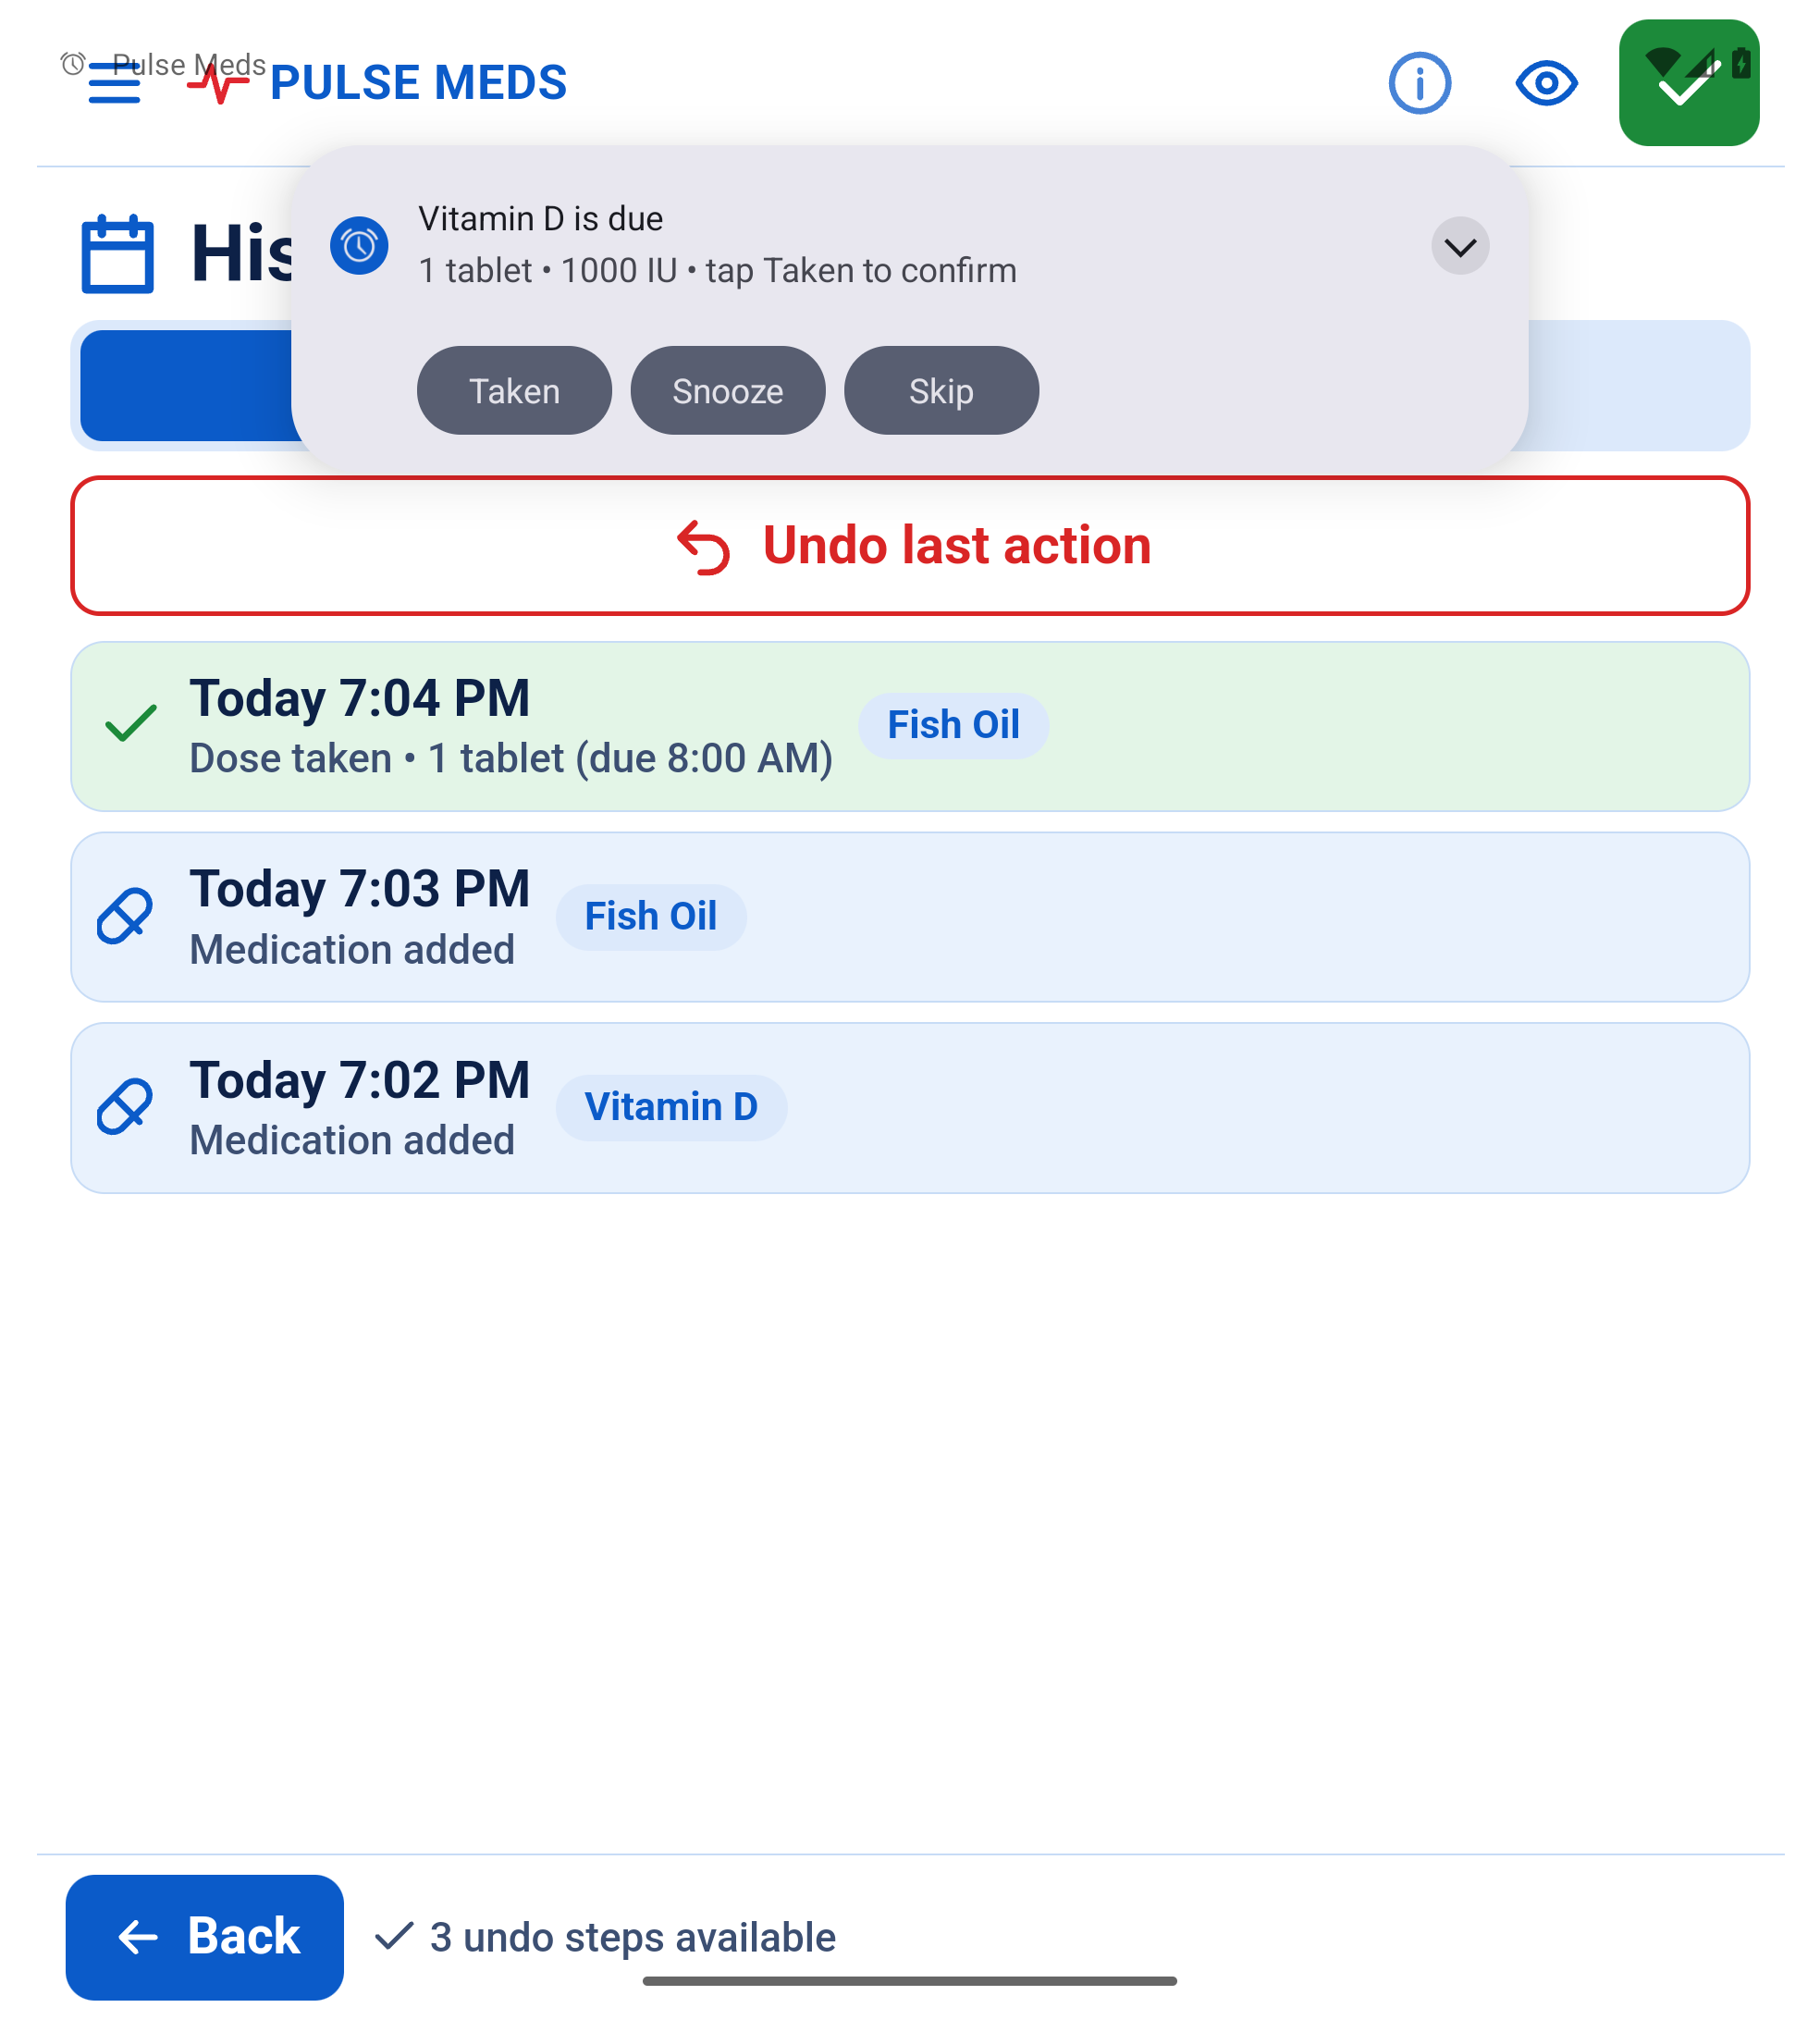 Pulse Meds
PULSE MEDS
Vitamin D is due
1 tablet • 1000 IU • tap Taken to confirm
Taken Snooze Skip
Undo last action
Today 7:04 PM
Dose taken • 1 tablet (due 8:00 AM)
Fish Oil
Today 7:03 PM
Medication added
Fish Oil
Today 7:02 PM
Medication added
Vitamin D
Back
3 undo steps available